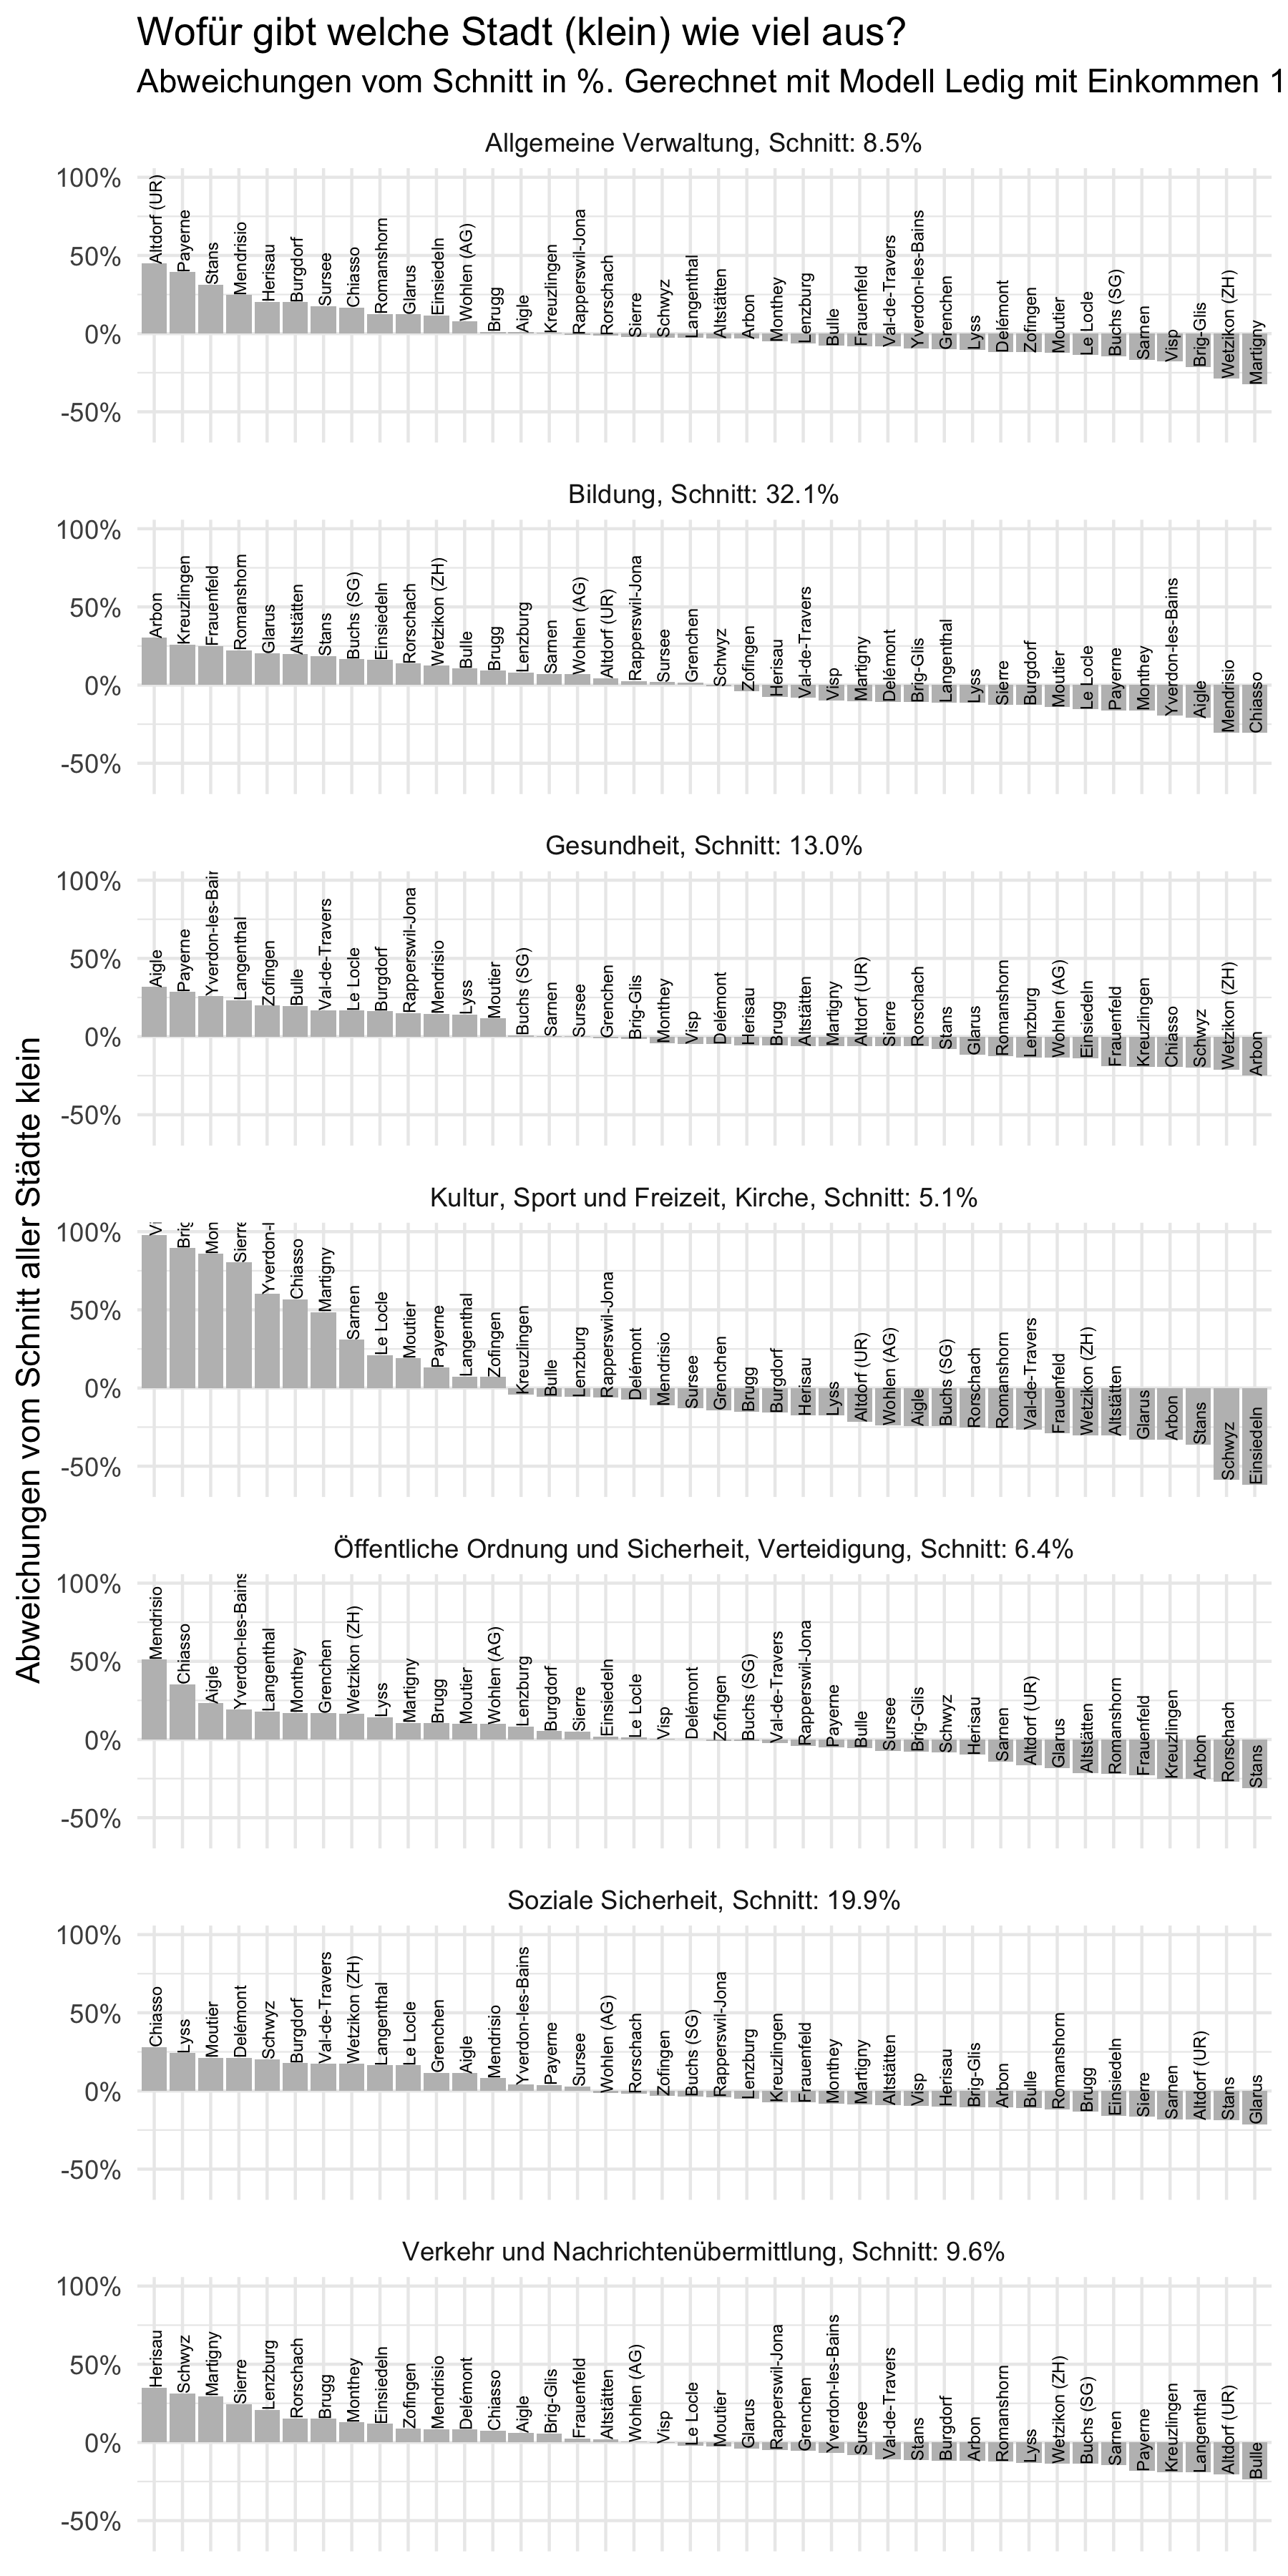 Wofür gibt welche Stadt (klein) wie viel aus?
Abweichungen vom Schnitt in %. Gerechnet mit Modell Ledig mit Einkommen 1
Abweichungen vom Schnitt aller Städte klein
Allgemeine Verwaltung, Schnitt: 8.5%
100%
50%
0%
-50%
Altdorf (UR)
Payerne
Stans
Mendrisio
Herisau
Burgdorf
Sursee
Chiasso
Romanshorn
Glarus
Einsiedeln
Wohlen (AG)
Brugg
Aigle
Kreuzlingen
Rapperswil-Jona
Rorschach
Sierre
Schwyz
Langenthal
Altstätten
Arbon
Monthey
Lenzburg
Bulle
Frauenfeld
Val-de-Travers
Yverdon-les-Bains
Grenchen
Lyss
Delémont
Zofingen
Moutier
Le Locle
Buchs (SG)
Sarnen
Visp
Brig-Glis
Wetzikon (ZH)
Martigny
Bildung, Schnitt: 32.1%
100%
50%
0%
-50%
Arbon
Kreuzlingen
Frauenfeld
Romanshorn
Glarus
Altstätten
Stans
Buchs (SG)
Einsiedeln
Rorschach
Wetzikon (ZH)
Bulle
Brugg
Lenzburg
Sarnen
Wohlen (AG)
Altdorf (UR)
Rapperswil-Jona
Sursee
Grenchen
Schwyz
Zofingen
Herisau
Val-de-Travers
Visp
Martigny
Delémont
Brig-Glis
Langenthal
Lyss
Sierre
Burgdorf
Moutier
Le Locle
Payerne
Monthey
Yverdon-les-Bains
Aigle
Mendrisio
Chiasso
Gesundheit, Schnitt: 13.0%
100%
50%
0%
-50%
Aigle
Payerne
Yverdon-les-Bair
Langenthal
Zofingen
Bulle
Val-de-Travers
Le Locle
Burgdorf
Rapperswil-Jona
Mendrisio
Lyss
Moutier
Buchs (SG)
Sarnen
Sursee
Grenchen
Brig-Glis
Monthey
Visp
Delémont
Herisau
Brugg
Altstätten
Martigny
Altdorf (UR)
Sierre
Rorschach
Stans
Glarus
Romanshorn
Lenzburg
Wohlen (AG)
Einsiedeln
Frauenfeld
Kreuzlingen
Chiasso
Schwyz
Wetzikon (ZH)
Arbon
Kultur, Sport und Freizeit, Kirche, Schnitt: 5.1%
100%
50%
0%
-50%
Vi
Brig
Mon
Sierre
Yverdon-l
Chiasso
Martigny
Sarnen
Le Locle
Moutier
Payerne
Langenthal
Zofingen
Kreuzlingen
Bulle
Lenzburg
Rapperswil-Jona
Delémont
Mendrisio
Sursee
Grenchen
Brugg
Burgdorf
Herisau
Lyss
Altdorf (UR)
Wohlen (AG)
Aigle
Buchs (SG)
Rorschach
Romanshorn
Val-de-Travers
Frauenfeld
Wetzikon (ZH)
Altstätten
Glarus
Arbon
Stans
Schwyz
Einsiedeln
Öffentliche Ordnung und Sicherheit, Verteidigung, Schnitt: 6.4%
100%
50%
0%
-50%
Mendrisio
Chiasso
Aigle
Yverdon-les-Bains
Langenthal
Monthey
Grenchen
Wetzikon (ZH)
Lyss
Martigny
Brugg
Moutier
Wohlen (AG)
Lenzburg
Burgdorf
Sierre
Einsiedeln
Le Locle
Visp
Delémont
Zofingen
Buchs (SG)
Val-de-Travers
Rapperswil-Jona
Payerne
Bulle
Sursee
Brig-Glis
Schwyz
Herisau
Sarnen
Altdorf (UR)
Glarus
Altstätten
Romanshorn
Frauenfeld
Kreuzlingen
Arbon
Rorschach
Stans
Soziale Sicherheit, Schnitt: 19.9%
100%
50%
0%
-50%
Chiasso
Lyss
Moutier
Delémont
Schwyz
Burgdorf
Val-de-Travers
Wetzikon (ZH)
Langenthal
Le Locle
Grenchen
Aigle
Mendrisio
Yverdon-les-Bains
Payerne
Sursee
Wohlen (AG)
Rorschach
Zofingen
Buchs (SG)
Rapperswil-Jona
Lenzburg
Kreuzlingen
Frauenfeld
Monthey
Martigny
Altstätten
Visp
Herisau
Brig-Glis
Arbon
Bulle
Romanshorn
Brugg
Einsiedeln
Sierre
Sarnen
Altdorf (UR)
Stans
Glarus
Verkehr und Nachrichtenübermittlung, Schnitt: 9.6%
100%
50%
0%
-50%
Herisau
Schwyz
Martigny
Sierre
Lenzburg
Rorschach
Brugg
Monthey
Einsiedeln
Zofingen
Mendrisio
Delémont
Chiasso
Aigle
Brig-Glis
Frauenfeld
Altstätten
Wohlen (AG)
Visp
Le Locle
Moutier
Glarus
Rapperswil-Jona
Grenchen
Yverdon-les-Bains
Sursee
Val-de-Travers
Stans
Burgdorf
Arbon
Romanshorn
Lyss
Wetzikon (ZH)
Buchs (SG)
Sarnen
Payerne
Kreuzlingen
Langenthal
Altdorf (UR)
Bulle